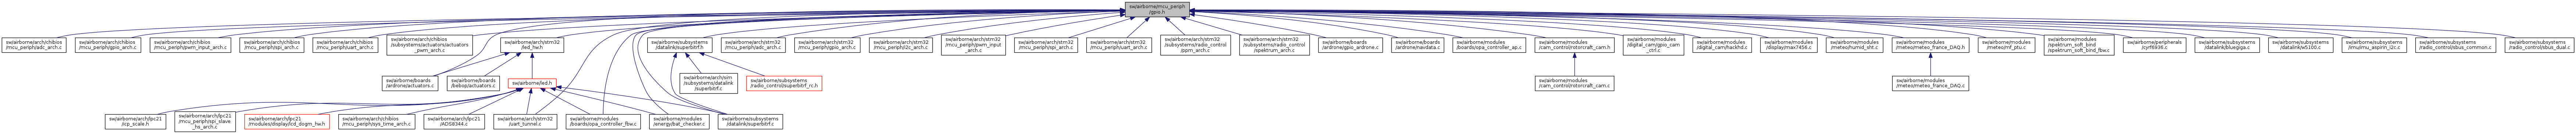 sw/airborne/mcu_periph
/gpio.h
sw/airborne/arch/chibios
/mcu_periph/adc_arch.c
sw/airborne/arch/chibios
/mcu_periph/gpio_arch.c
sw/airborne/arch/chibios
/mcu_periph/pwm_input_arch.c
sw/airborne/arch/chibios
/mcu_periph/spi_arch.c
sw/airborne/arch/chibios
/mcu_periph/uart_arch.c
sw/airborne/arch/chibios
/subsystems/actuators/actuators
_pwm_arch.c
sw/airborne/arch/stm32
/led_hw.h
sw/airborne/subsystems
/datalink/superbitrf.h
sw/airborne/arch/stm32
/mcu_periph/adc_arch.c
sw/airborne/arch/stm32
/mcu_periph/gpio_arch.c
sw/airborne/arch/stm32
/mcu_periph/i2c_arch.c
sw/airborne/arch/stm32
/mcu_periph/pwm_input
_arch.c
sw/airborne/arch/stm32
/mcu_periph/spi_arch.c
sw/airborne/arch/stm32
/mcu_periph/uart_arch.c
sw/airborne/arch/stm32
/subsystems/radio_control
/ppm_arch.c
sw/airborne/arch/stm32
/subsystems/radio_control
/spektrum_arch.c
sw/airborne/boards
/ardrone/gpio_ardrone.c
sw/airborne/boards
/ardrone/navdata.c
sw/airborne/modules
/boards/opa_controller_ap.c
sw/airborne/modules
/cam_control/rotorcraft_cam.h
sw/airborne/modules
/digital_cam/gpio_cam
_ctrl.c
sw/airborne/modules
/digital_cam/hackhd.c
sw/airborne/modules
/display/max7456.c
sw/airborne/modules
/meteo/humid_sht.c
sw/airborne/modules
/meteo/meteo_france_DAQ.h
sw/airborne/modules
/meteo/mf_ptu.c
sw/airborne/modules
/spektrum_soft_bind
/spektrum_soft_bind_fbw.c
sw/airborne/peripherals
/cyrf6936.c
sw/airborne/subsystems
/datalink/bluegiga.c
sw/airborne/subsystems
/datalink/w5100.c
sw/airborne/subsystems
/imu/imu_aspirin_i2c.c
sw/airborne/subsystems
/radio_control/sbus_common.c
sw/airborne/subsystems
/radio_control/sbus_dual.c
sw/airborne/boards
/ardrone/actuators.c
sw/airborne/boards
/bebop/actuators.c
sw/airborne/led.h
sw/airborne/arch/sim
/subsystems/datalink
/superbitrf.c
sw/airborne/subsystems
/radio_control/superbitrf_rc.h
sw/airborne/modules
/cam_control/rotorcraft_cam.c
sw/airborne/modules
/meteo/meteo_france_DAQ.c
sw/airborne/arch/lpc21
/lcp_scale.h
sw/airborne/arch/lpc21
/mcu_periph/spi_slave
_hs_arch.c
sw/airborne/arch/lpc21
/modules/display/lcd_dogm_hw.h
sw/airborne/arch/chibios
/mcu_periph/sys_time_arch.c
sw/airborne/arch/lpc21
/ADS8344.c
sw/airborne/arch/stm32
/uart_tunnel.c
sw/airborne/modules
/boards/opa_controller_fbw.c
sw/airborne/modules
/energy/bat_checker.c
sw/airborne/subsystems
/datalink/superbitrf.c